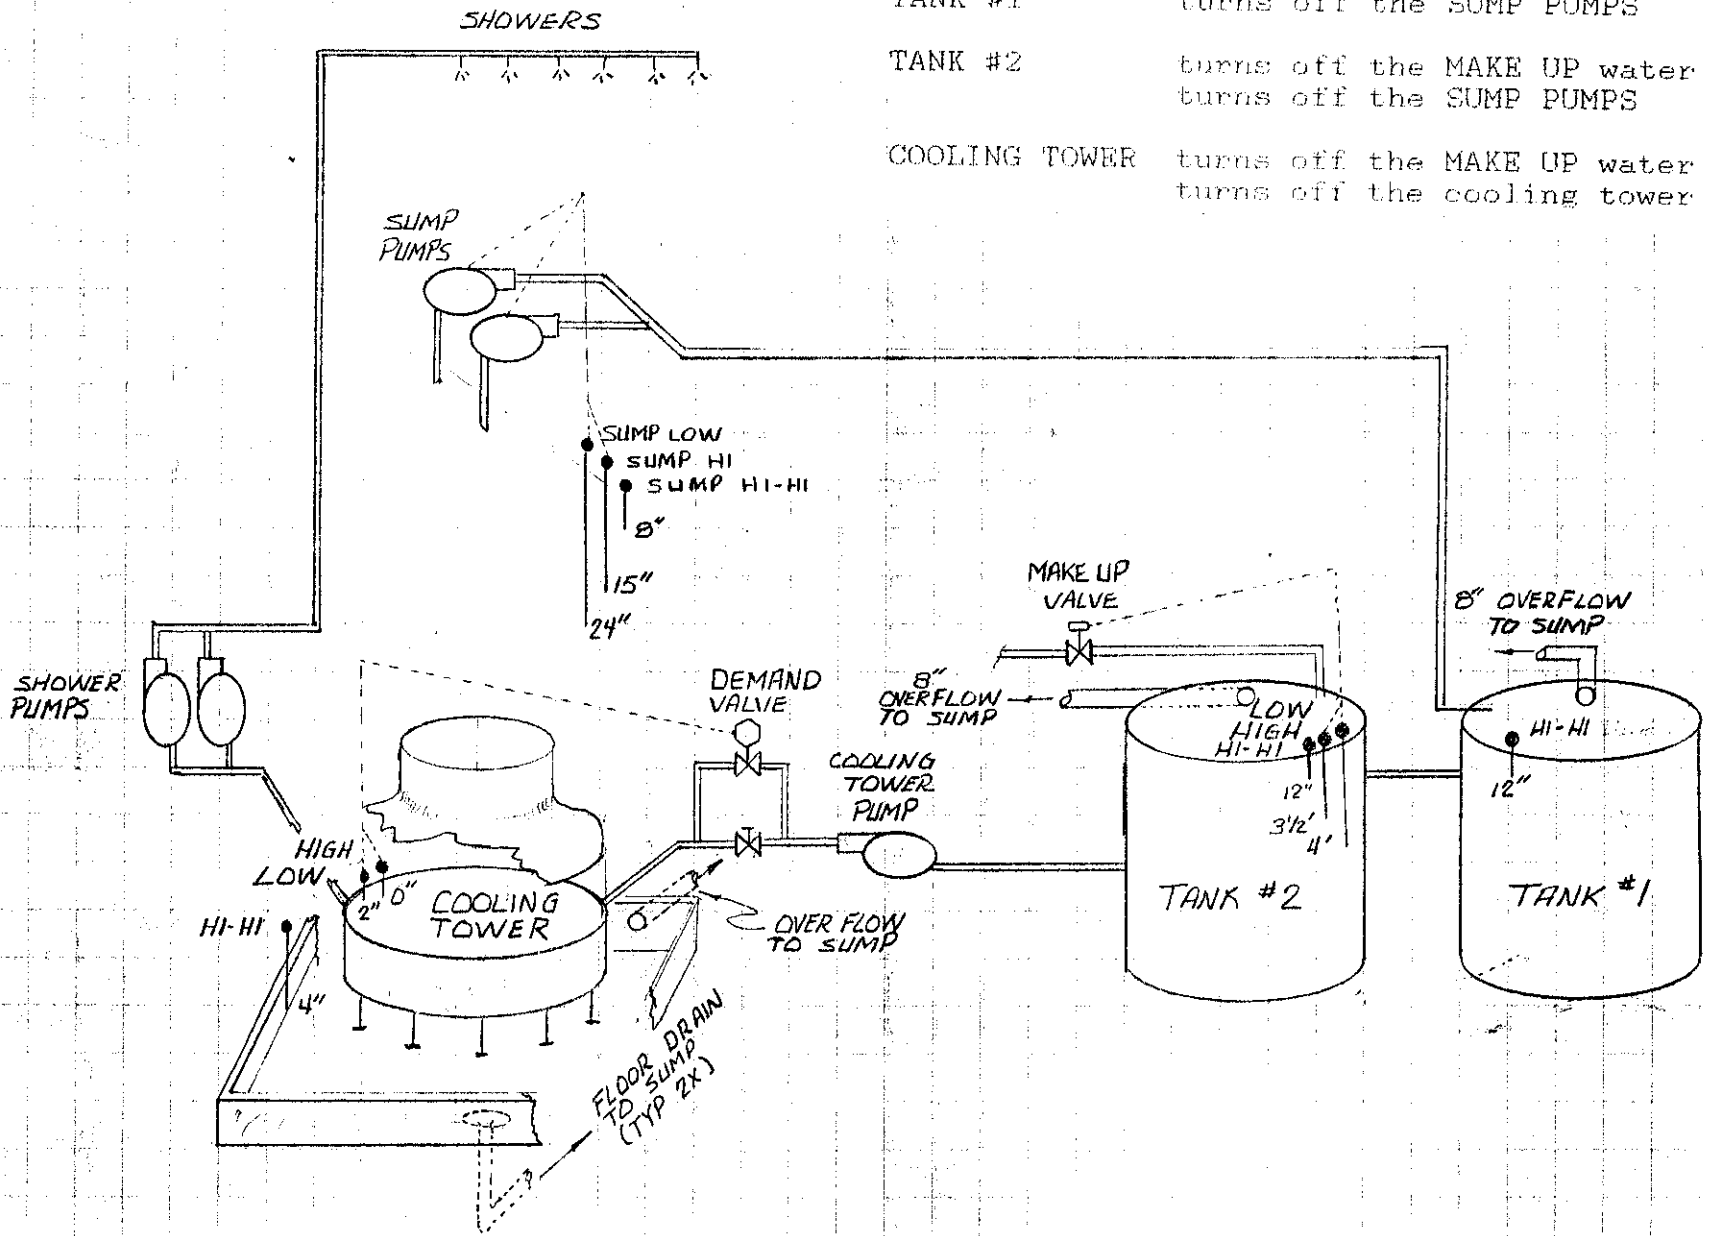 SHOWERS
TANK #1 turns off the SUMP PUMPS
TANK #2 turns off the MAKE UP water
turns off the SUMP PUMPS
COOLING TOWER turns off the MAKE UP water
turns off the cooling tower
SUMP
PUMPS
SUMP LOW
SUMP HI
SUMP HI-HI
8"
15"
24"
MAKE UP
VALVE
8" OVERFLOW
TO SUMP
SHOWER
PUMPS
DEMAND
VALVE
8"
OVERFLOW
TO SUMP
LOW
HIGH
HI-HI
12"
3 1/2'
4'
HI-HI
12"
COOLING
TOWER
PUMP
HIGH
LOW
2"
0"
HI-HI
4"
COOLING
TOWER
OVER FLOW
TO SUMP
TANK #2
TANK #1
FLOOR DRAIN
TO SUMP
(TYP 2X)